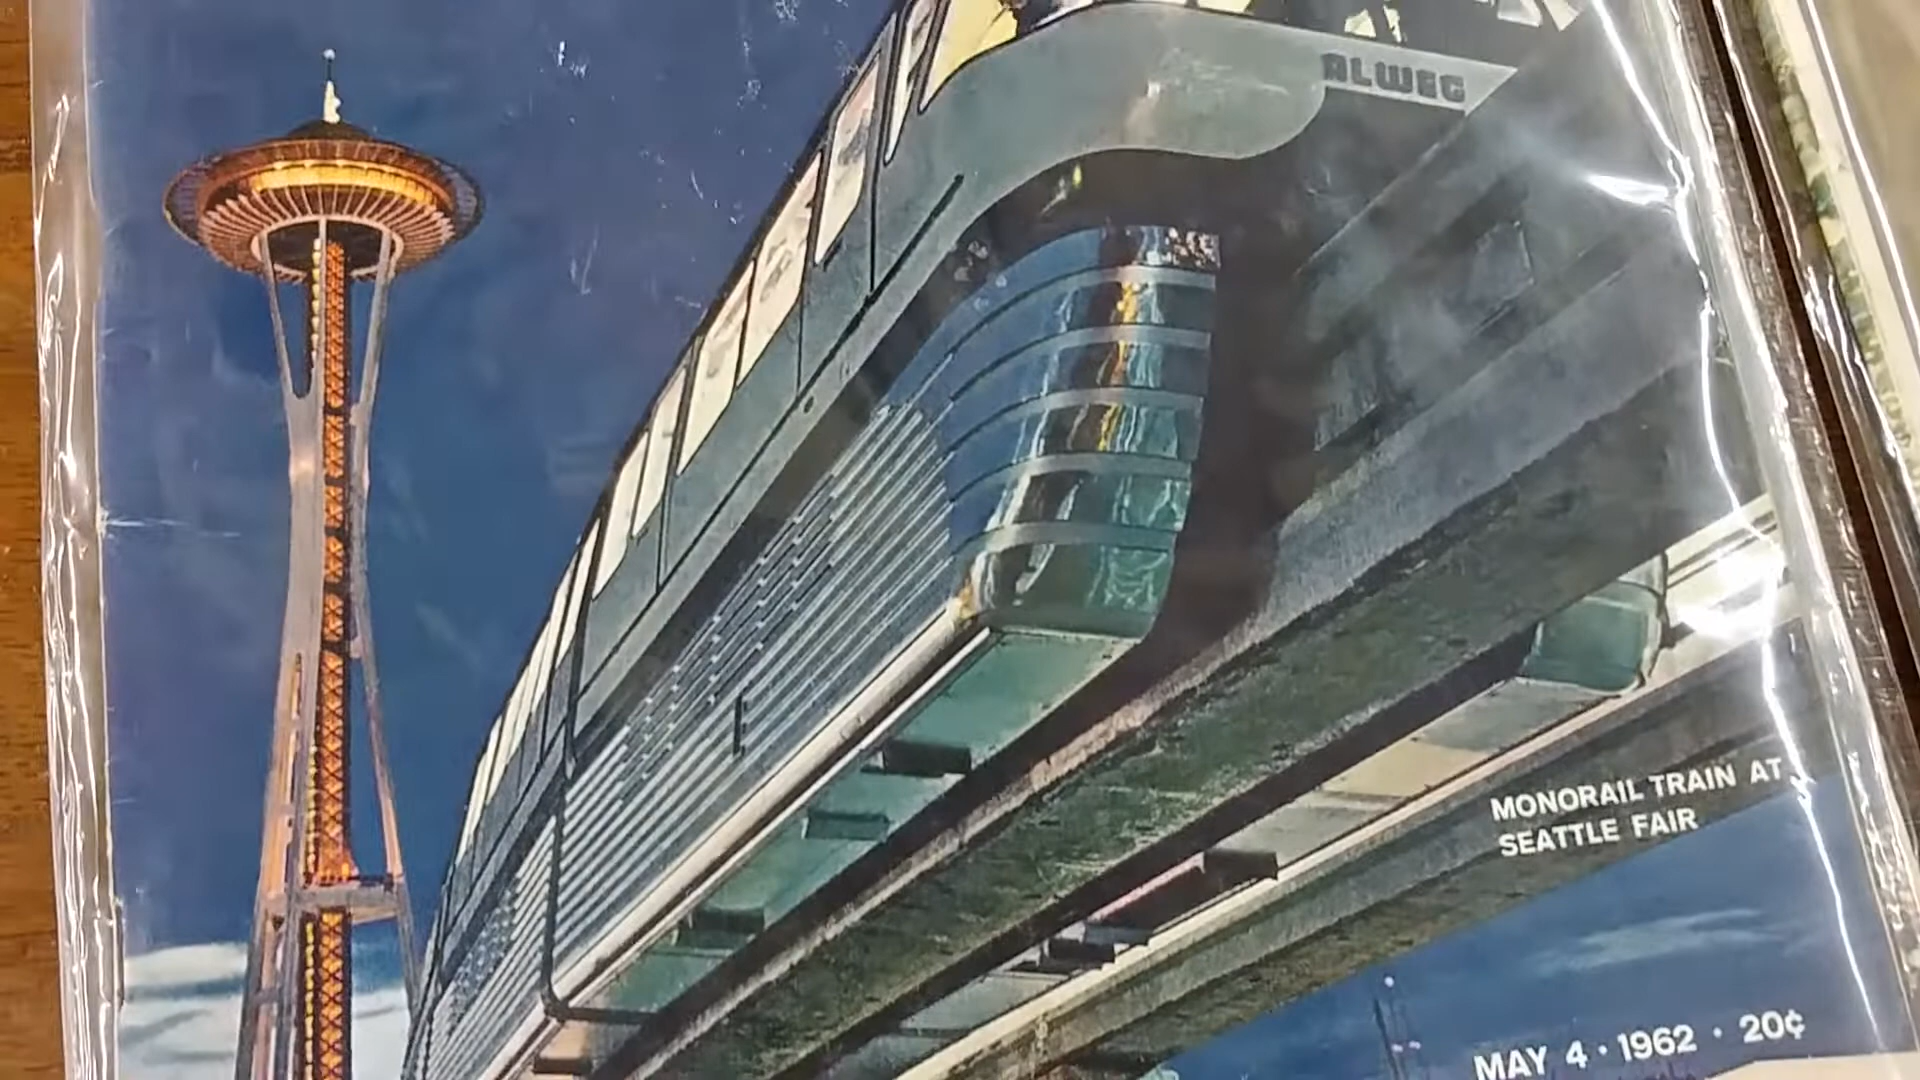 ALWEG
MONORAIL TRAIN AT
SEATTLE FAIR
MAY 4 · 1962 · 20¢